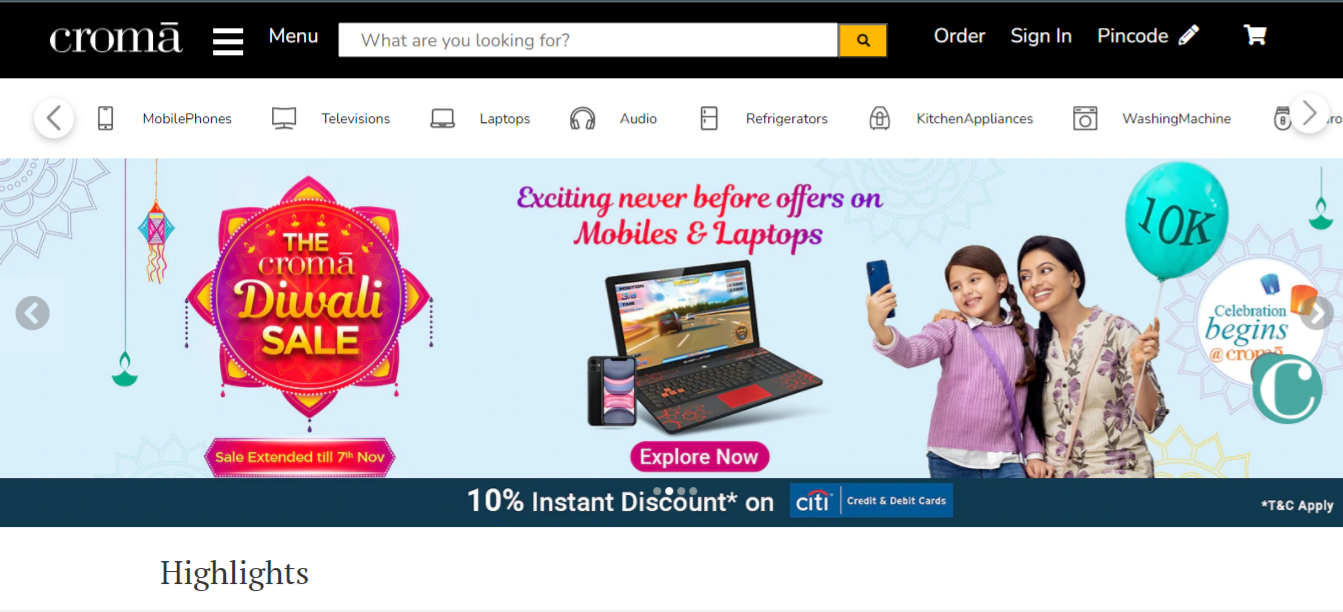 cromā
Menu
What are you looking for?
Order
Sign In
Pincode
MobilePhones
Televisions
Laptops
Audio
Refrigerators
KitchenAppliances
WashingMachine
THE
cromā
Diwali
SALE
Sale Extended till 7th Nov
Exciting never before offers on
Mobiles & Laptops
POSITION
Explore Now
10K
Celebration
begins
@ cromā
C
10% Instant Discount* on
citi
Credit & Debit Cards
*T&C Apply
Highlights